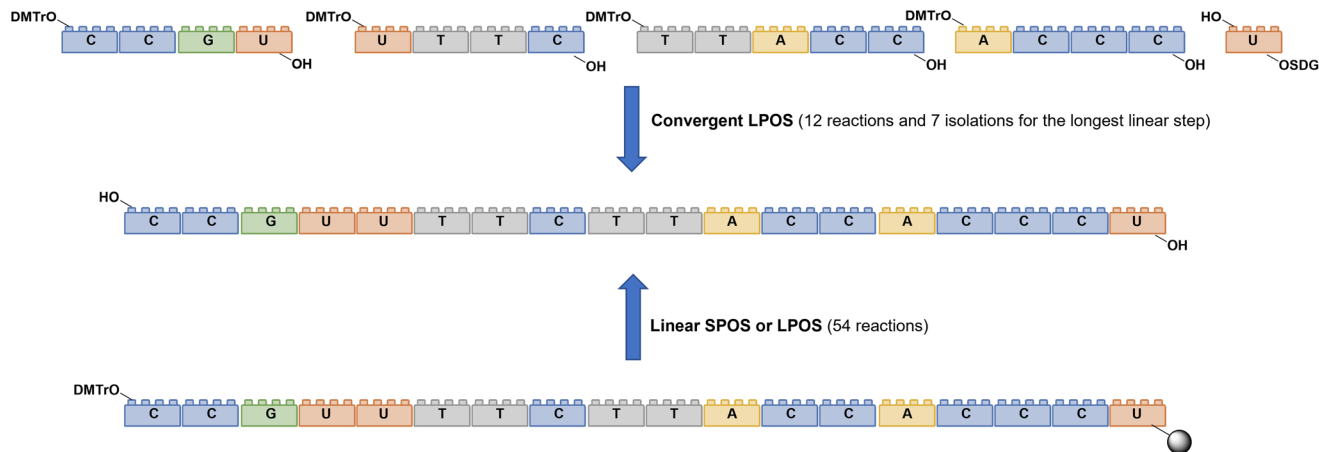 DMTrO DMTrO DMTrO DMTrO HO
C C G U U T T C T T A C C A C C C U
OH OH OH OH OSDG
Convergent LPOS (12 reactions and 7 isolations for the longest linear step)
HO
C C G U U T T C T T A C C A C C C U
OH
Linear SPOS or LPOS (54 reactions)
DMTrO
C C G U U T T C T T A C C A C C C U